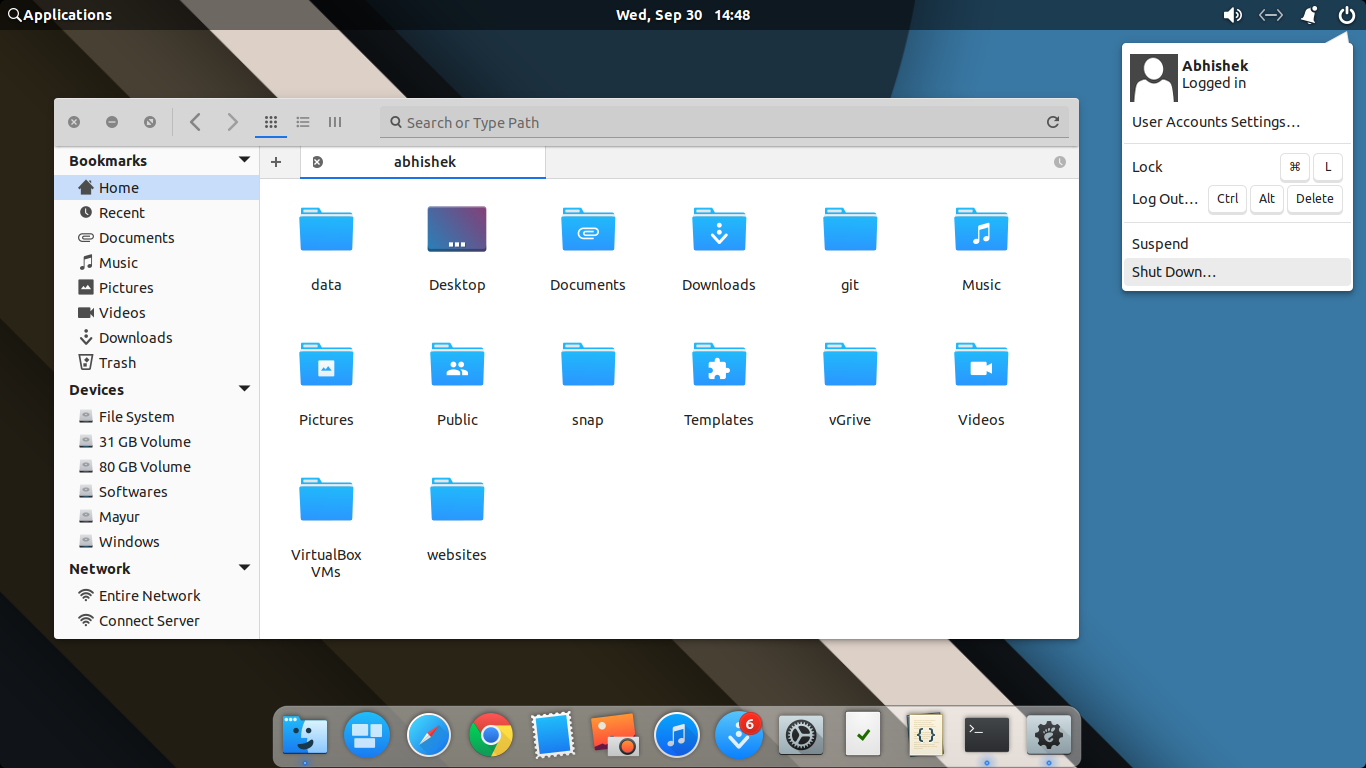 Applications
Wed, Sep 30 14:48
Abhishek
Logged in
User Accounts Settings…
Lock ⌘ L
Log Out… Ctrl Alt Delete
Suspend
Shut Down…
Search or Type Path
Bookmarks
Home
Recent
Documents
Music
Pictures
Videos
Downloads
Trash
Devices
File System
31 GB Volume
80 GB Volume
Softwares
Mayur
Windows
Network
Entire Network
Connect Server
abhishek
data
Desktop
Documents
Downloads
git
Music
Pictures
Public
snap
Templates
vGrive
Videos
VirtualBox
VMs
websites
6